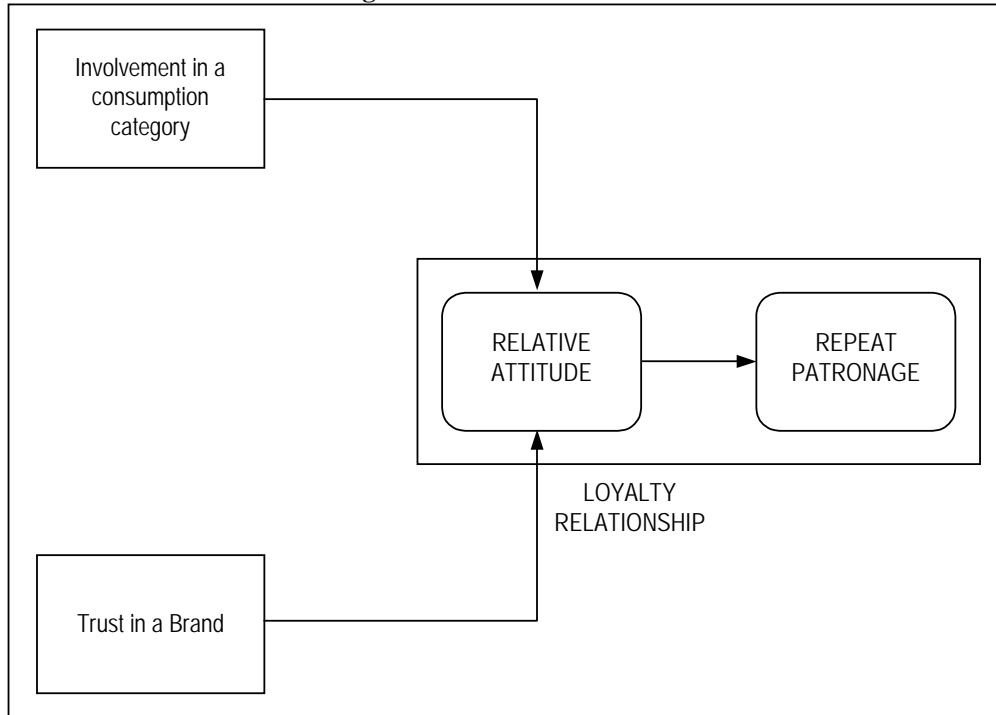 Involvement in a
consumption
category
RELATIVE
ATTITUDE
REPEAT
PATRONAGE
LOYALTY
RELATIONSHIP
Trust in a Brand